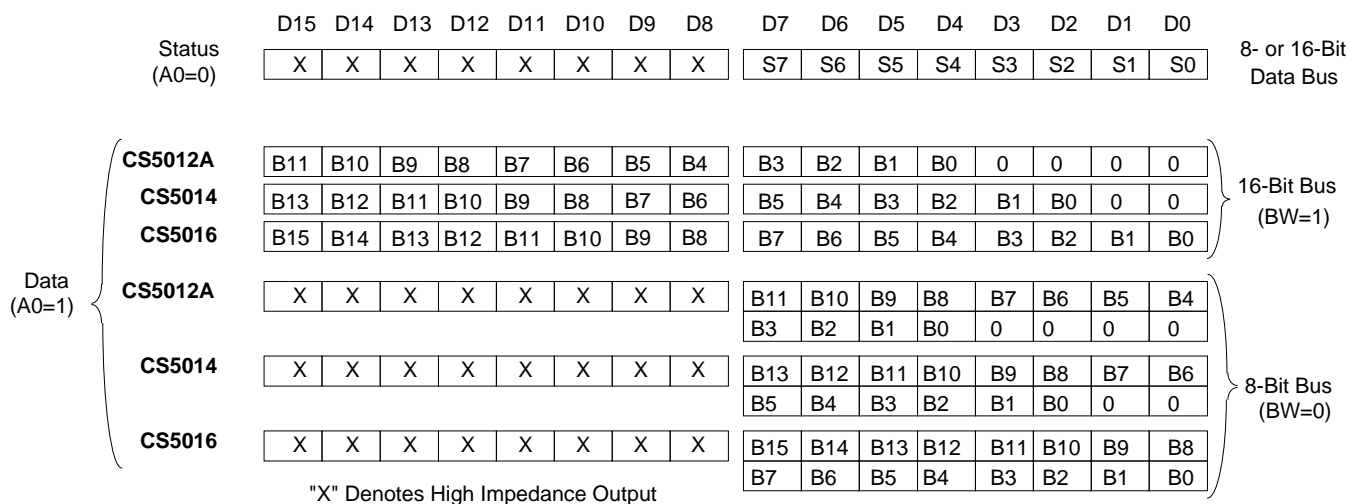 D15 D14 D13 D12 D11 D10 D9 D8 D7 D6 D5 D4 D3 D2 D1 D0
Status
(A0=0)
X X X X X X X X S7 S6 S5 S4 S3 S2 S1 S0
8- or 16-Bit
Data Bus
Data
(A0=1)
CS5012A B11 B10 B9 B8 B7 B6 B5 B4 B3 B2 B1 B0 0 0 0 0
CS5014 B13 B12 B11 B10 B9 B8 B7 B6 B5 B4 B3 B2 B1 B0 0 0
CS5016 B15 B14 B13 B12 B11 B10 B9 B8 B7 B6 B5 B4 B3 B2 B1 B0
16-Bit Bus
(BW=1)
CS5012A X X X X X X X X B11 B10 B9 B8 B7 B6 B5 B4
B3 B2 B1 B0 0 0 0 0
CS5014 X X X X X X X X B13 B12 B11 B10 B9 B8 B7 B6
B5 B4 B3 B2 B1 B0 0 0
CS5016 X X X X X X X X B15 B14 B13 B12 B11 B10 B9 B8
B7 B6 B5 B4 B3 B2 B1 B0
8-Bit Bus
(BW=0)
"X" Denotes High Impedance Output